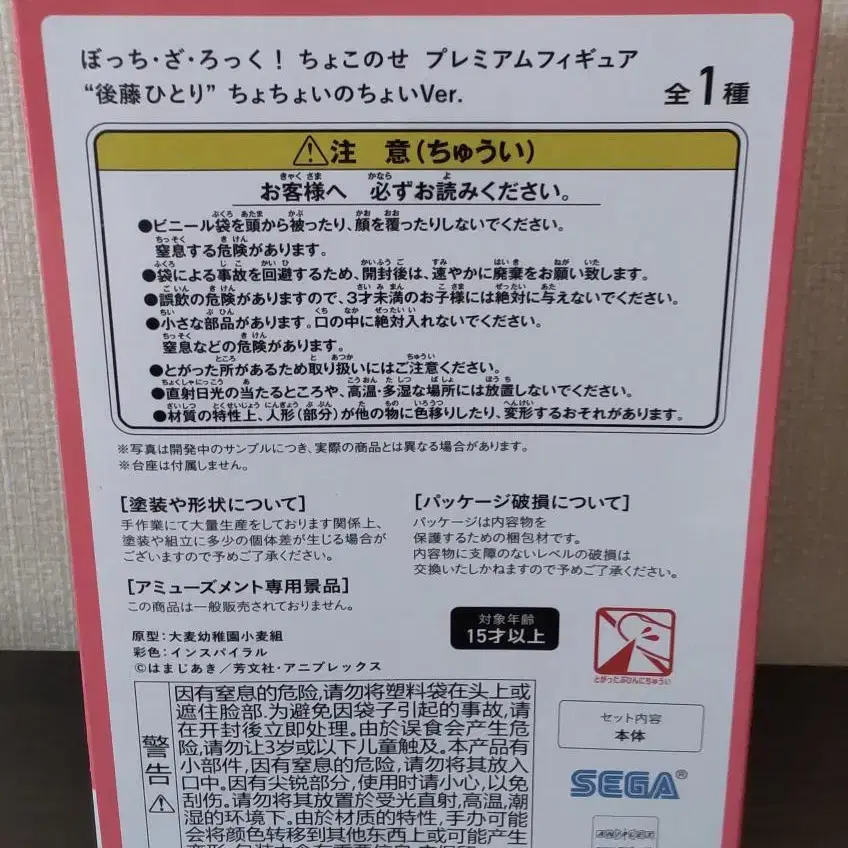 ぼっち・ざ・ろっく！ ちょこのせ プレミアムフィギュア
“後藤ひとり” ちょちょいのちょいVer.
全1種
⚠注 意(ちゅうい)
お客様へ 必ずお読みください。
●ビニール袋を頭から被ったり、顔を覆ったりしないでください。
窒息する危険があります。
●袋による事故を回避するため、開封後は、速やかに廃棄をお願い致します。
●誤飲の危険がありますので、3才未満のお子様には絶対に与えないでください。
●小さな部品があります。口の中に絶対入れないでください。
窒息などの危険があります。
●とがった所があるため取り扱いにはご注意ください。
●直射日光の当たるところや、高温・多湿な場所には放置しないでください。
●材質の特性上、人形(部分)が他の物に色移りしたり、変形するおそれがあります。
※写真は開発中のサンプルにつき、実際の商品とは異なる場合があります。
※台座は付属しません。
[塗装や形状について]
手作業にて大量生産をしております関係上、
塗装や組立に多少の個体差が生じる場合が
ございますので予めご了承ください。
[パッケージ破損について]
パッケージは内容物を
保護するための梱包材です。
内容物に支障のないレベルの破損は
交換いたしかねますので予めご了承ください。
[アミューズメント専用景品]
この商品は一般販売されておりません。
原型：大麦幼稚園小麦組
彩色：インスパイラル
©はまじあき／芳文社・アニプレックス
対象年齢
15才以上
とがったぶひんにちゅうい
セット内容
本体
SEGA®
ANIPLEX
警告⚠
因有窒息的危险,请勿将塑料袋在头上或
遮住脸部.为避免因袋子引起的事故,请
在开封后立即处理。由於误食会产生危
险,请勿让3岁或以下儿童触及。本产品有
小部件,因有窒息的危险,请勿将其放入
口中。因有尖锐部分,使用时请小心,以免
刮伤。请勿将其放置於受光直射,高温,潮
湿的环境下。由於材质的特性,手办可能
会将颜色转移到其他东西上或可能产生